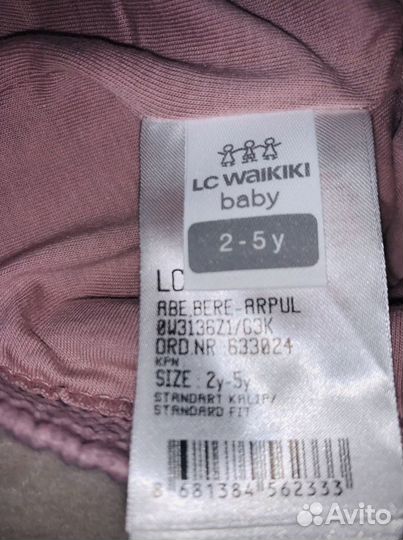 LC WAIKIKI
baby
2-5y
LC
ABE,BERE-ARPUL
0W3136Z1/G3K
ORD.NR 633024
KPN
SIZE : 2y-5y
STANDART KALIP/
STANDARD FIT
8 681384 562333
Avito